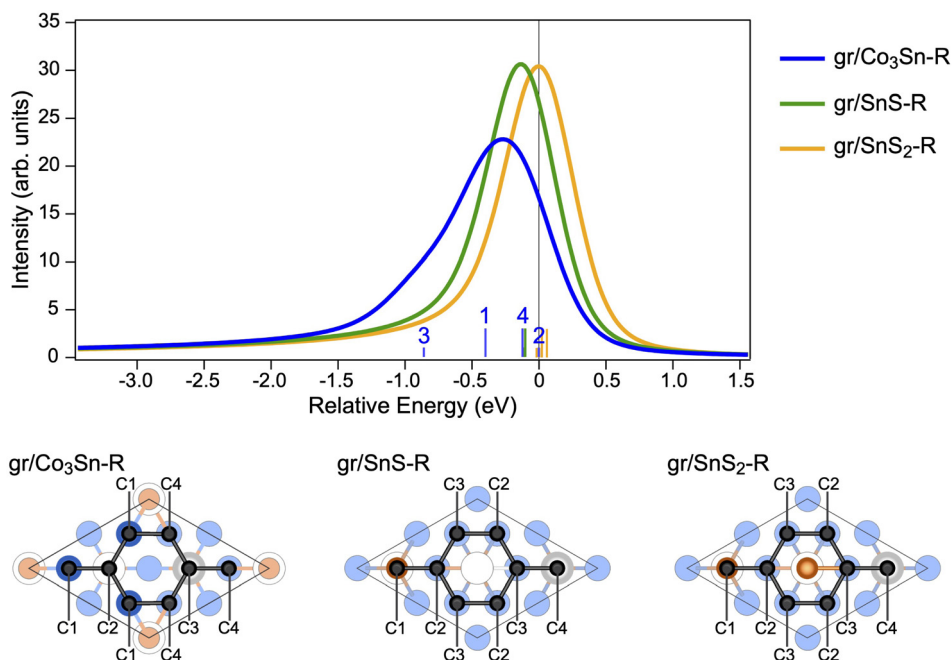 35
30
25
20
15
10
5
0
Intensity (arb. units)
gr/Co₃Sn-R
gr/SnS-R
gr/SnS₂-R
3 1 4 2
-3.0 -2.5 -2.0 -1.5 -1.0 -0.5 0 0.5 1.0 1.5
Relative Energy (eV)
gr/Co₃Sn-R
C1 C4
C1 C2 C3 C4
C1 C4
gr/SnS-R
C3 C2
C1 C2 C3 C4
C3 C2
gr/SnS₂-R
C3 C2
C1 C2 C3 C4
C3 C2